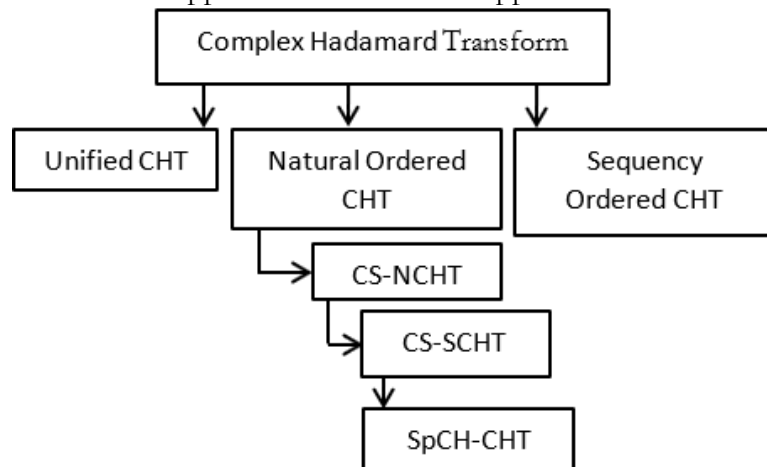 Complex Hadamard Transform
Unified CHT
Natural Ordered
CHT
Sequency
Ordered CHT
CS-NCHT
CS-SCHT
SpCH-CHT